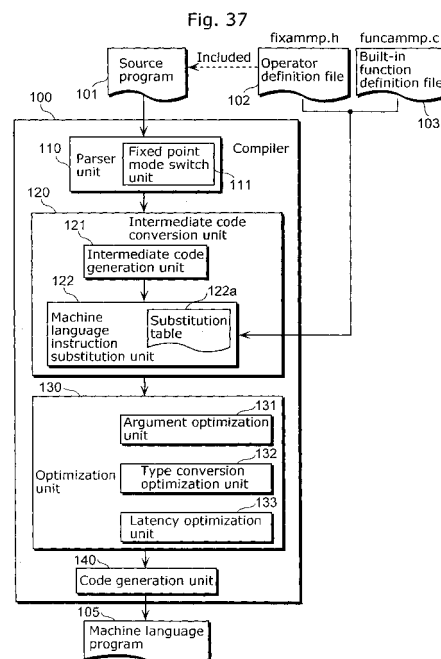 Fig. 37
fixammp.h
funcammp.c
Source
program
Included
Operator
definition file
Built-in
function
definition file
101
102
103
100
Compiler
110
Parser
unit
Fixed point
mode switch
unit
111
120
Intermediate code
conversion unit
121
Intermediate code
generation unit
122
122a
Machine
language
instruction
substitution unit
Substitution
table
130
131
Argument optimization
unit
132
Optimization
unit
Type conversion
optimization unit
133
Latency optimization
unit
140
Code generation unit
105
Machine language
program